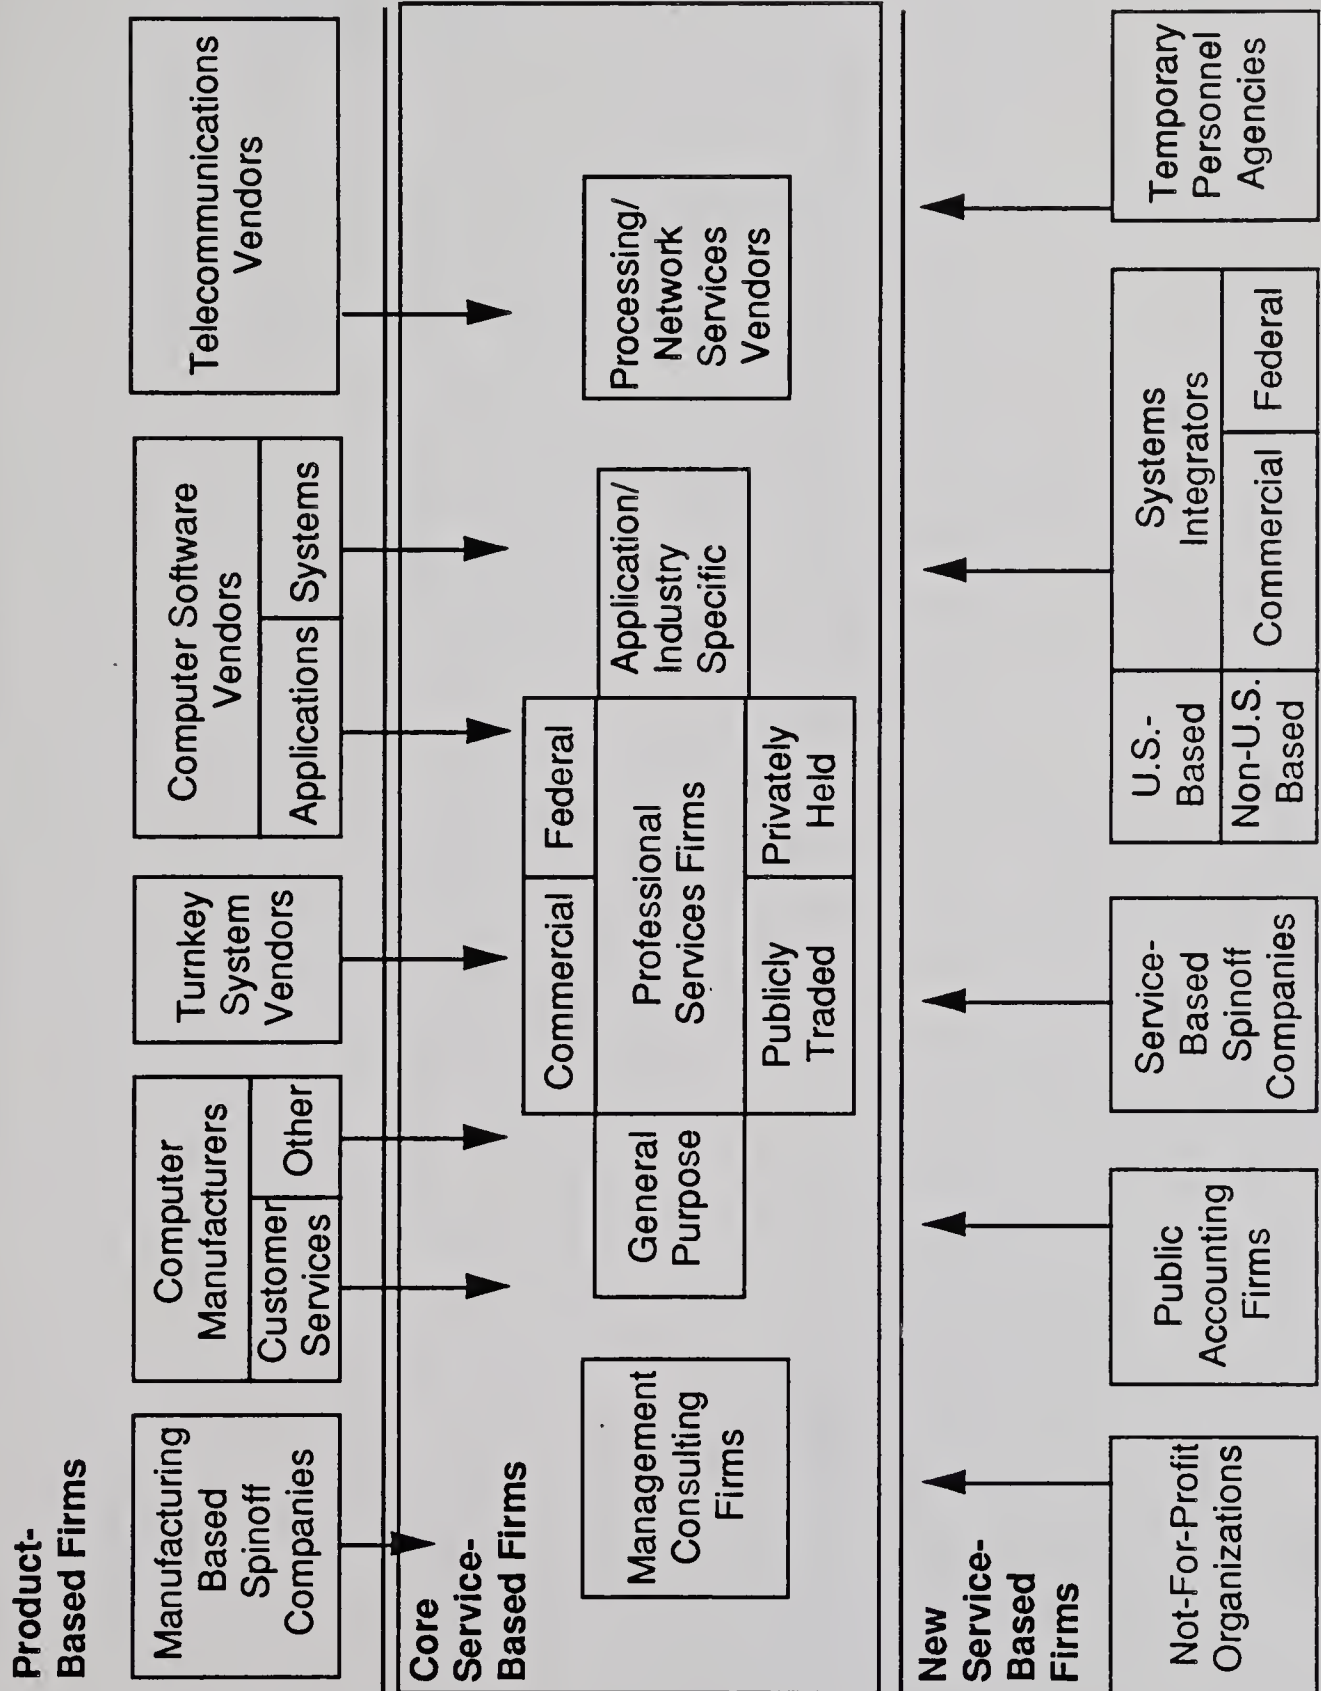 Product-
Based Firms
Manufacturing
Based
Spinoff
Companies
Computer
Manufacturers
Customer
Services
Other
Turnkey
System
Vendors
Computer Software
Vendors
Applications
Systems
Telecommunications
Vendors
Core
Service-
Based Firms
Management
Consulting
Firms
General
Purpose
Commercial
Federal
Professional
Services Firms
Publicly
Traded
Privately
Held
Application/
Industry
Specific
Processing/
Network
Services
Vendors
New
Service-
Based
Firms
Not-For-Profit
Organizations
Public
Accounting
Firms
Service-
Based
Spinoff
Companies
U.S.-
Based
Non-U.S.
Based
Systems
Integrators
Commercial
Federal
Temporary
Personnel
Agencies